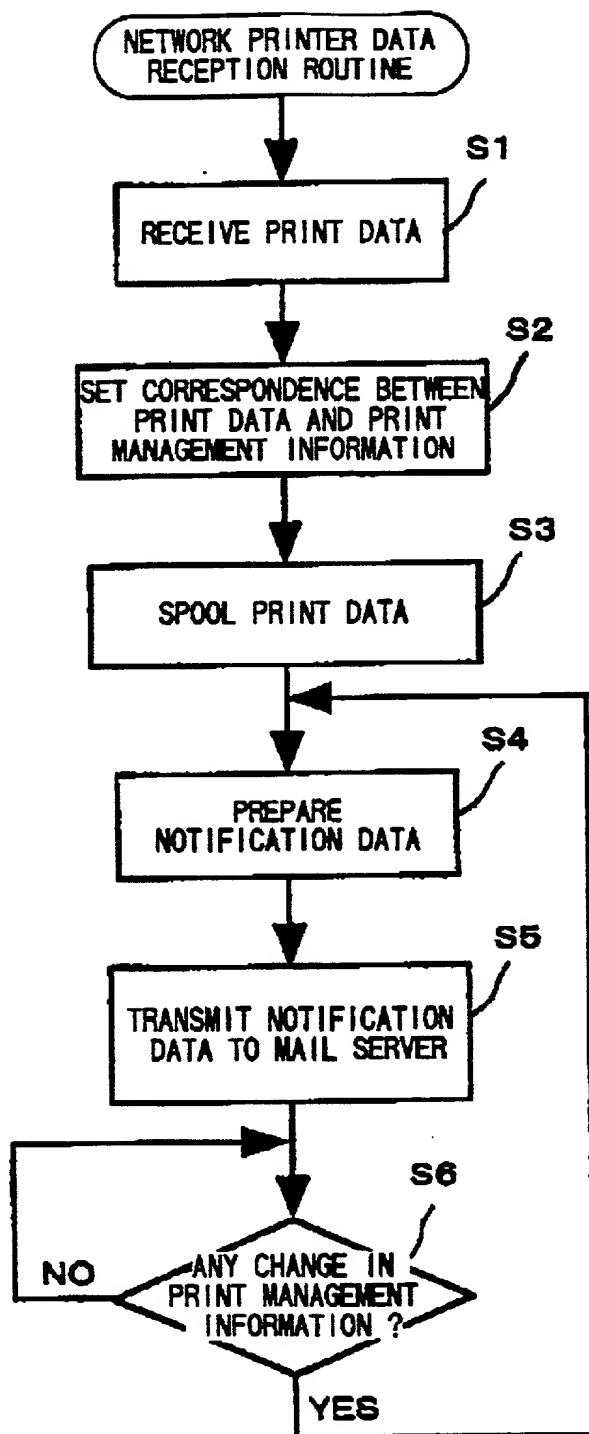 NETWORK PRINTER DATA
RECEPTION ROUTINE
S1
RECEIVE PRINT DATA
S2
SET CORRESPONDENCE BETWEEN
PRINT DATA AND PRINT
MANAGEMENT INFORMATION
S3
SPOOL PRINT DATA
S4
PREPARE
NOTIFICATION DATA
S5
TRANSMIT NOTIFICATION
DATA TO MAIL SERVER
S6
ANY CHANGE IN
PRINT MANAGEMENT
INFORMATION ?
NO
YES